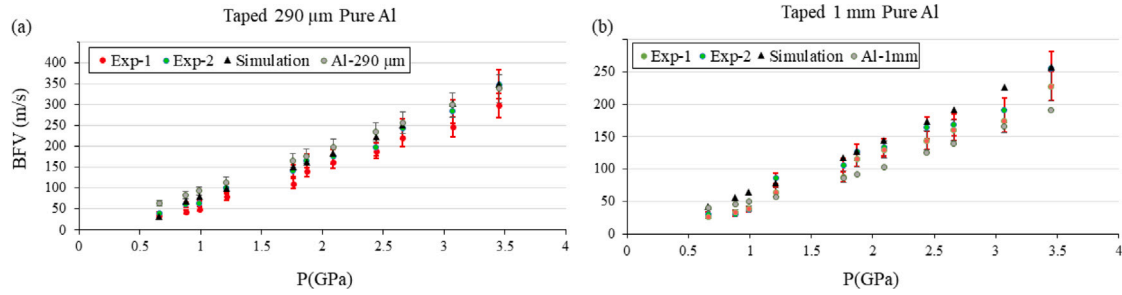 (a)
Taped 290 μm Pure Al
Exp-1 Exp-2 Simulation Al-290 μm
BFV (m/s)
400
350
300
250
200
150
100
50
0
0 0.5 1 1.5 2 2.5 3 3.5 4
P(GPa)
(b)
Taped 1 mm Pure Al
Exp-1 Exp-2 Simulation Al-1mm
250
200
150
100
50
0
0 0.5 1 1.5 2 2.5 3 3.5 4
P(GPa)